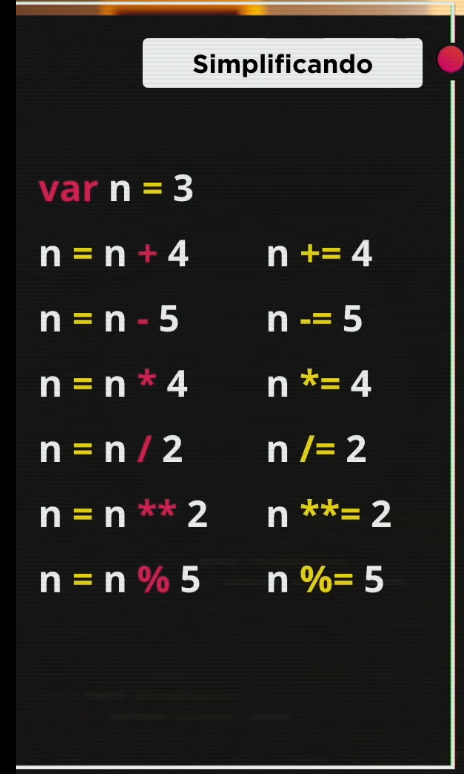 Simplificando
var n = 3
n = n + 4 n += 4
n = n - 5 n -= 5
n = n * 4 n *= 4
n = n / 2 n /= 2
n = n ** 2 n **= 2
n = n % 5 n %= 5